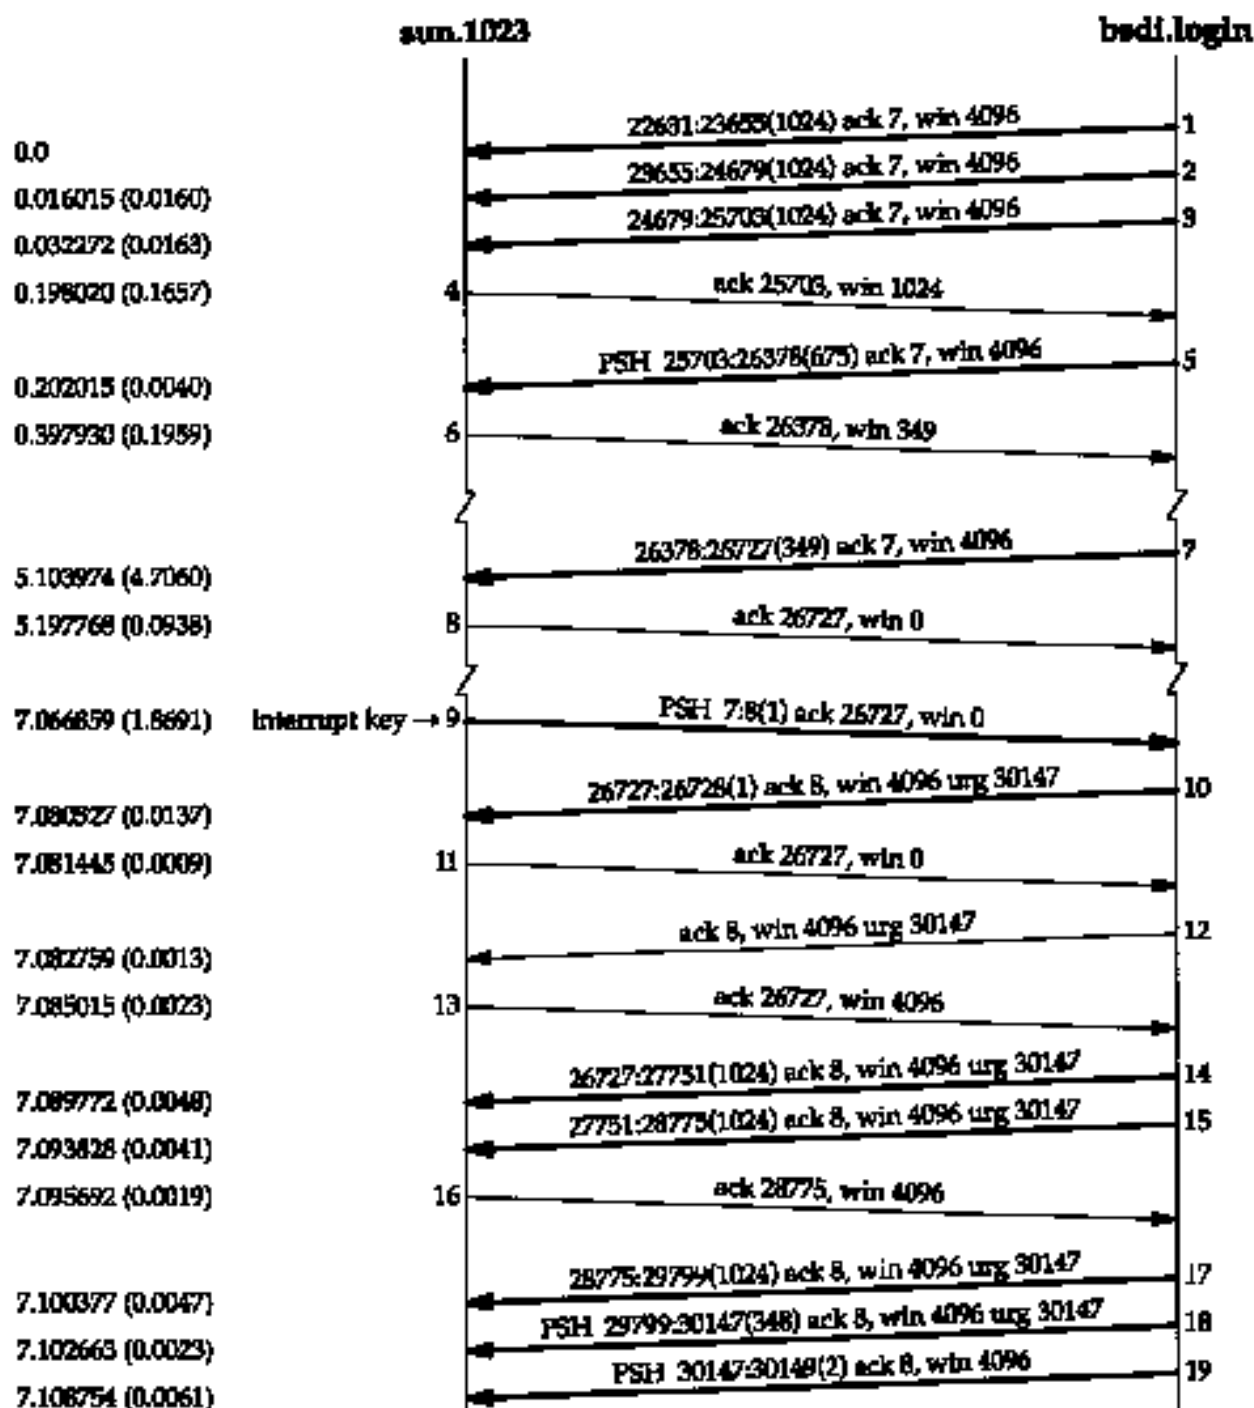 sun.1023 bsdi.login
22631:23655(1024) ack 7, win 4096 1
0.0
23655:24679(1024) ack 7, win 4096 2
0.016015 (0.0160)
24679:25703(1024) ack 7, win 4096 3
0.032272 (0.0163)
0.198020 (0.1657) 4 ack 25703, win 1024
PSH 25703:26378(675) ack 7, win 4096 5
0.202015 (0.0040)
0.397930 (0.1959) 6 ack 26378, win 349
26378:26727(349) ack 7, win 4096 7
5.103974 (4.7060)
5.197768 (0.0938) 8 ack 26727, win 0
7.066859 (1.8691) Interrupt key → 9 PSH 7:8(1) ack 26727, win 0
26727:26728(1) ack 8, win 4096 urg 30147 10
7.080527 (0.0137)
7.081445 (0.0009) 11 ack 26727, win 0
ack 8, win 4096 urg 30147 12
7.082759 (0.0013)
7.085015 (0.0023) 13 ack 26727, win 4096
26727:27751(1024) ack 8, win 4096 urg 30147 14
7.089772 (0.0048)
27751:28775(1024) ack 8, win 4096 urg 30147 15
7.093828 (0.0041)
7.095692 (0.0019) 16 ack 28775, win 4096
28775:29799(1024) ack 8, win 4096 urg 30147 17
7.100377 (0.0047)
PSH 29799:30147(348) ack 8, win 4096 urg 30147 18
7.102663 (0.0023)
PSH 30147:30149(2) ack 8, win 4096 19
7.108754 (0.0061)